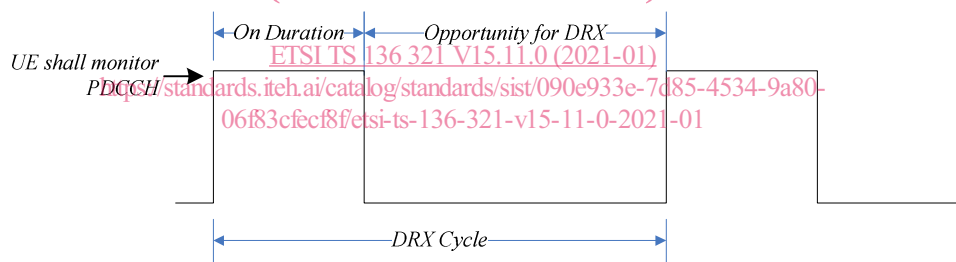 On Duration
Opportunity for DRX
ETSI TS 136 321 V15.11.0 (2021-01)
UE shall monitor
PDCCH
https://standards.iteh.ai/catalog/standards/sist/090e933e-7d85-4534-9a80-
06f83cfecf8f/etsi-ts-136-321-v15-11-0-2021-01
DRX Cycle